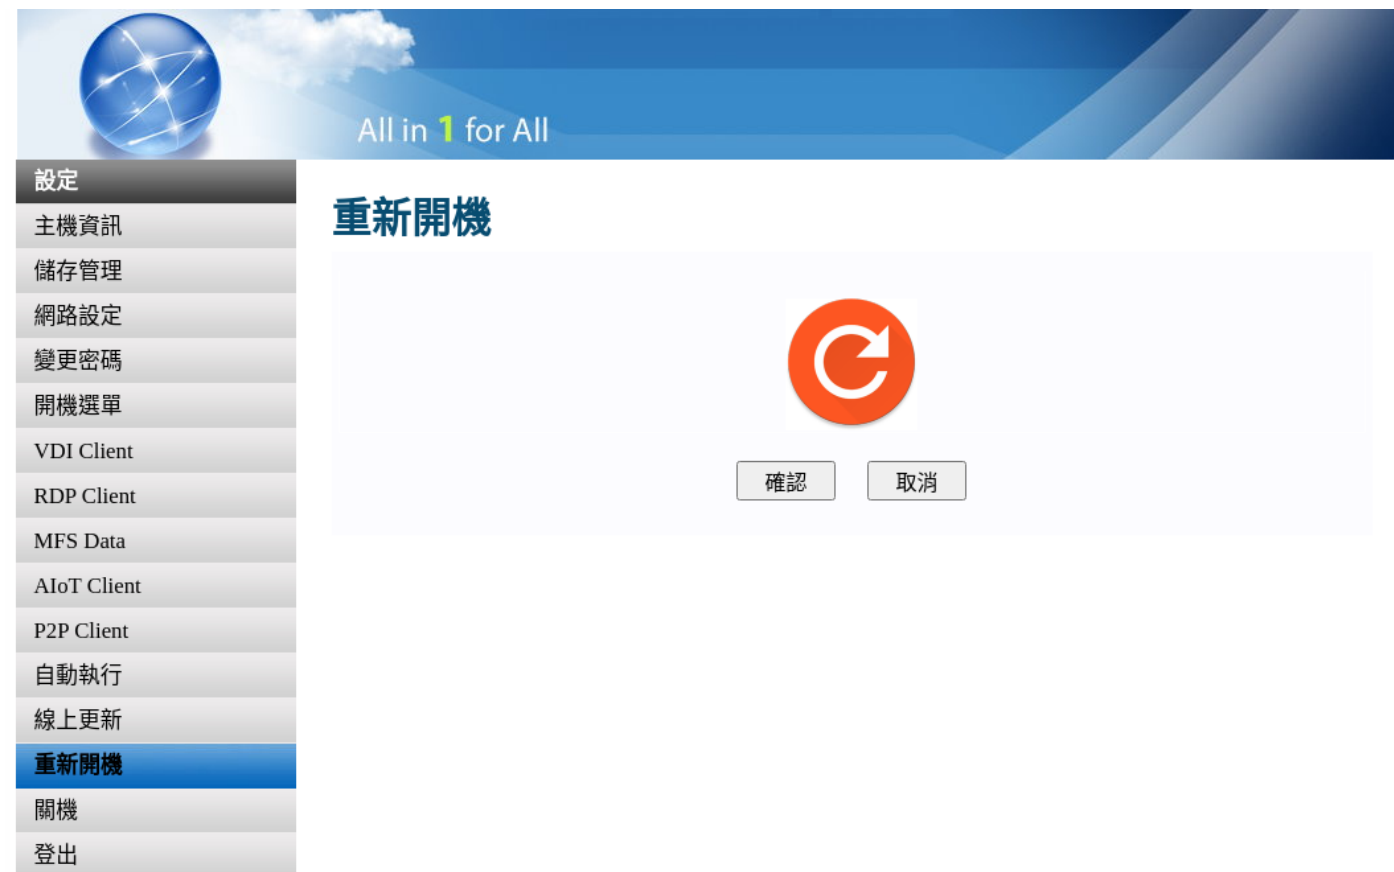 All in 1 for All
設定
主機資訊
儲存管理
網路設定
變更密碼
開機選單
VDI Client
RDP Client
MFS Data
AIoT Client
P2P Client
自動執行
線上更新
重新開機
關機
登出
重新開機
確認 取消